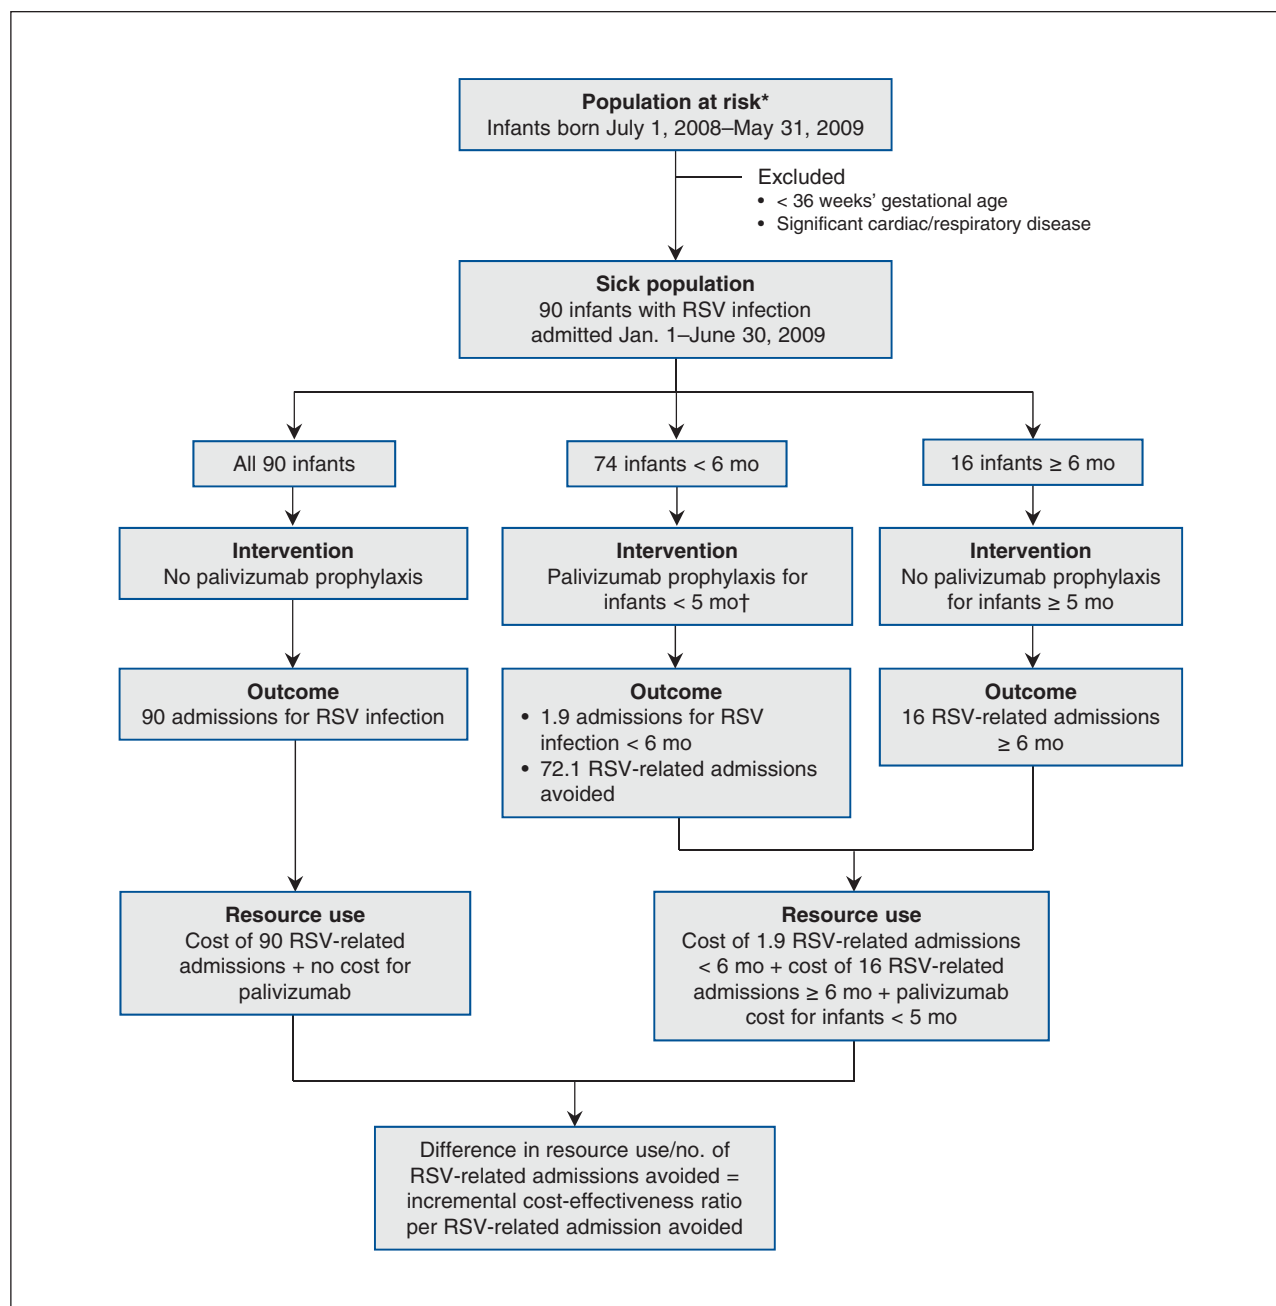 Population at risk*
Infants born July 1, 2008–May 31, 2009
Excluded
• < 36 weeks’ gestational age
• Significant cardiac/respiratory disease
Sick population
90 infants with RSV infection
admitted Jan. 1–June 30, 2009
All 90 infants
74 infants < 6 mo
16 infants ≥ 6 mo
Intervention
No palivizumab prophylaxis
Intervention
Palivizumab prophylaxis for
infants < 5 mo†
Intervention
No palivizumab prophylaxis
for infants ≥ 5 mo
Outcome
90 admissions for RSV infection
Outcome
• 1.9 admissions for RSV
infection < 6 mo
• 72.1 RSV-related admissions
avoided
Outcome
16 RSV-related admissions
≥ 6 mo
Resource use
Cost of 90 RSV-related
admissions + no cost for
palivizumab
Resource use
Cost of 1.9 RSV-related admissions
< 6 mo + cost of 16 RSV-related
admissions ≥ 6 mo + palivizumab
cost for infants < 5 mo
Difference in resource use/no. of
RSV-related admissions avoided =
incremental cost-effectiveness ratio
per RSV-related admission avoided